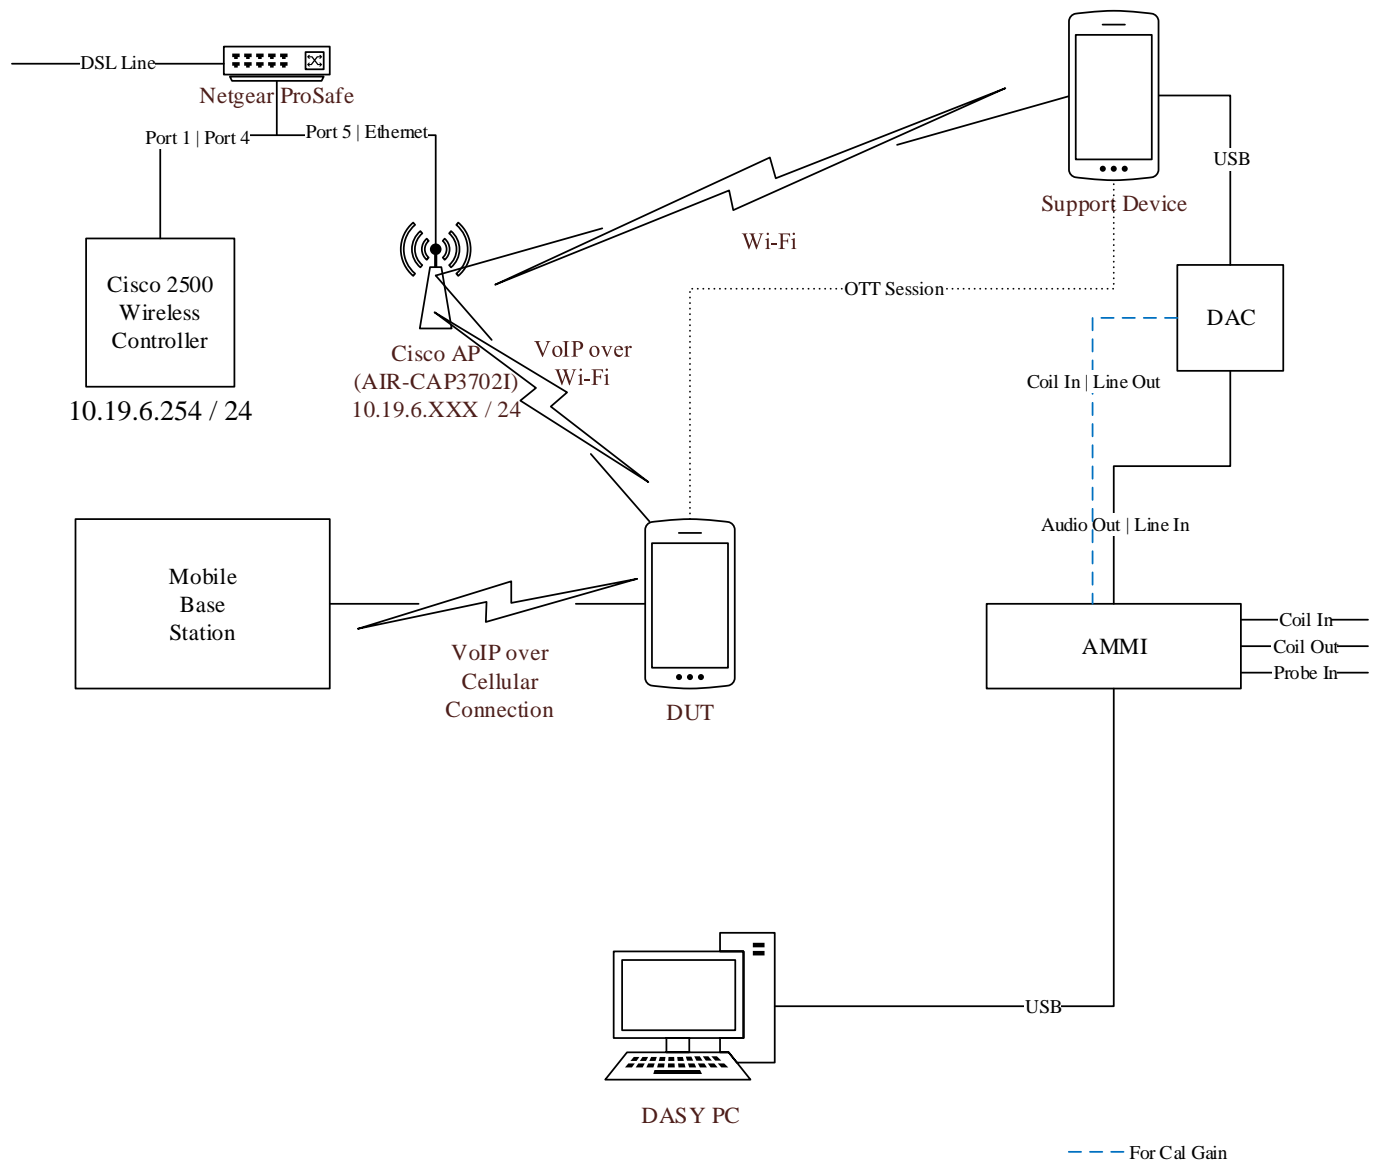 DSL Line
Netgear ProSafe
Port 1 | Port 4
Port 5 | Ethernet
USB
Support Device
Wi-Fi
Cisco 2500
Wireless
Controller
10.19.6.254 / 24
OTT Session
DAC
Cisco AP
(AIR-CAP3702I)
10.19.6.XXX / 24
VoIP over
Wi-Fi
Coil In | Line Out
Audio Out | Line In
Mobile
Base
Station
VoIP over
Cellular
Connection
DUT
AMMI
Coil In
Coil Out
Probe In
USB
DASY PC
For Cal Gain